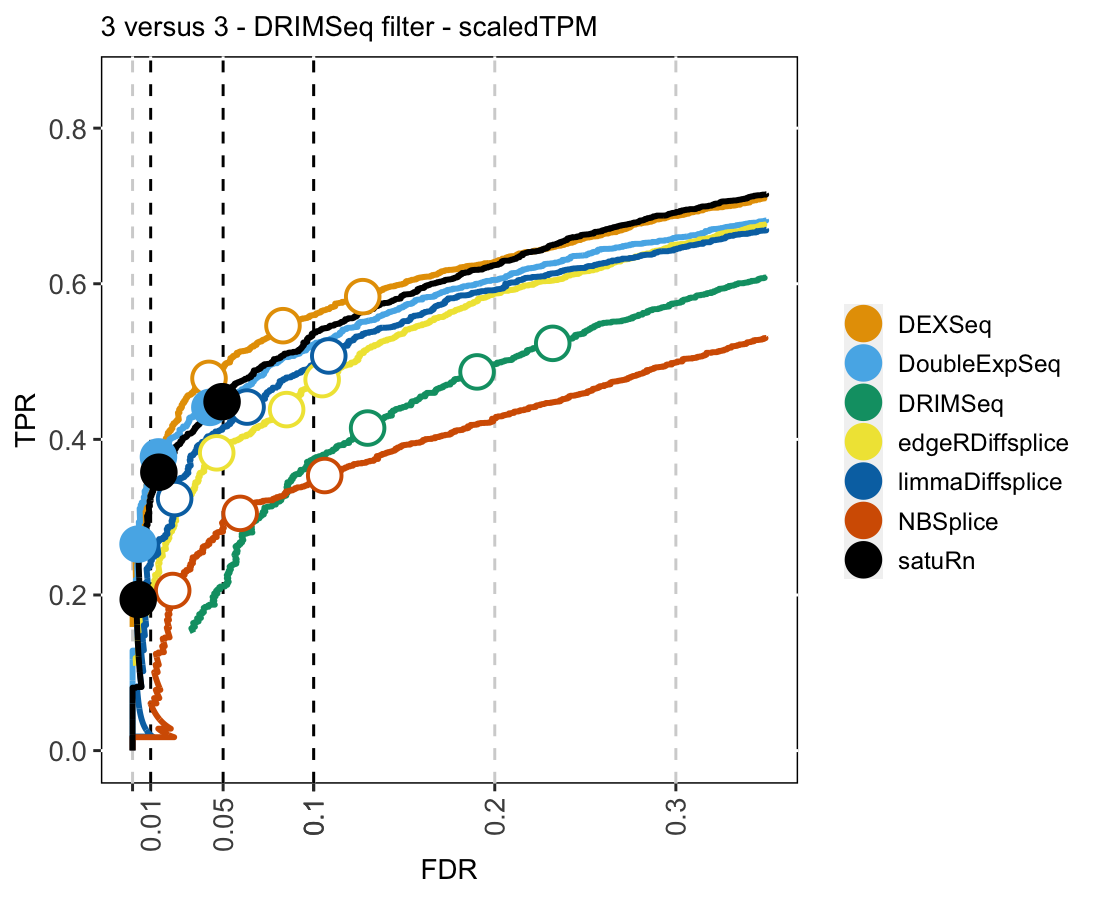 3 versus 3 - DRIMSeq filter - scaledTPM
TPR
0.8
0.6
0.4
0.2
0.0
0.01
0.05
0.1
0.2
0.3
FDR
DEXSeq
DoubleExpSeq
DRIMSeq
edgeRDiffsplice
limmaDiffsplice
NBSplice
satuRn